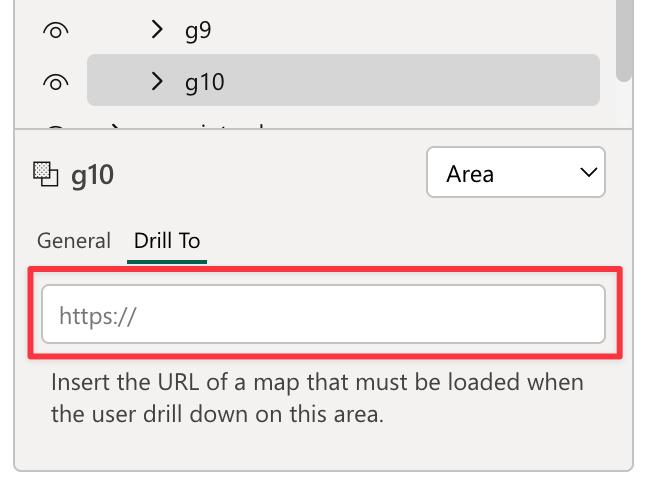 g9
g10
g10
Area
General
Drill To
https://
Insert the URL of a map that must be loaded when
the user drill down on this area.